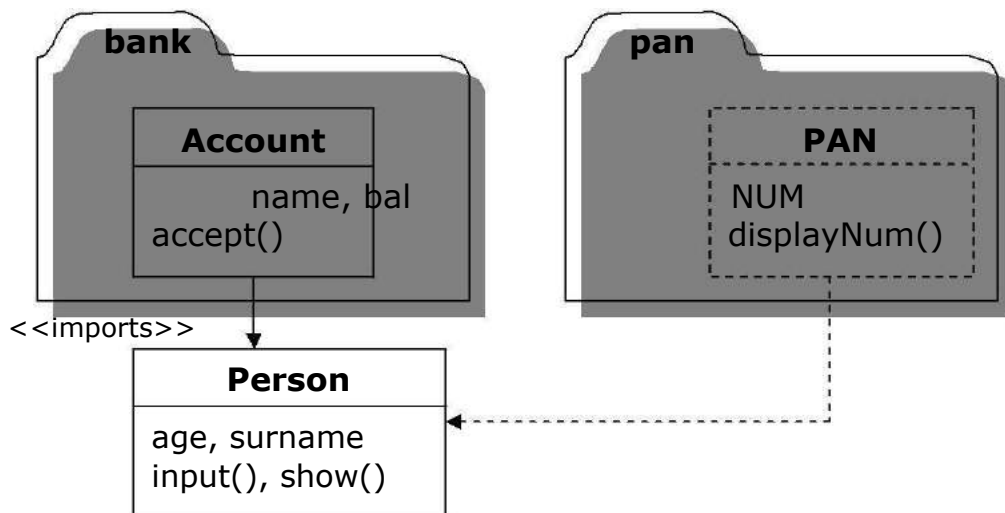 bank
Account
name, bal
accept()
pan
PAN
NUM
displayNum()
<<imports>>
Person
age, surname
input(), show()